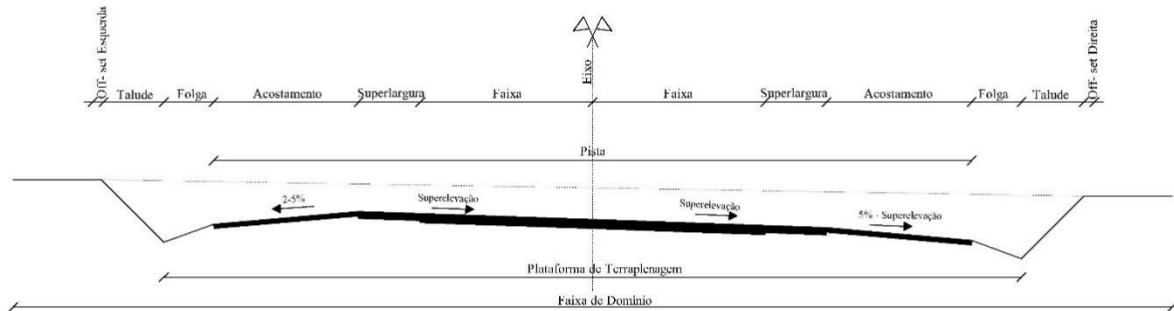 Off- set Esquerda
Talude
Folga
Acostamento
Superlargura
Faixa
Eixo
Faixa
Superlargura
Acostamento
Folga
Talude
Off- set Direita
Pista
2-5%
Superelevação
Superelevação
5% - Superelevação
Plataforma de Terraplenagem
Faixa de Domínio